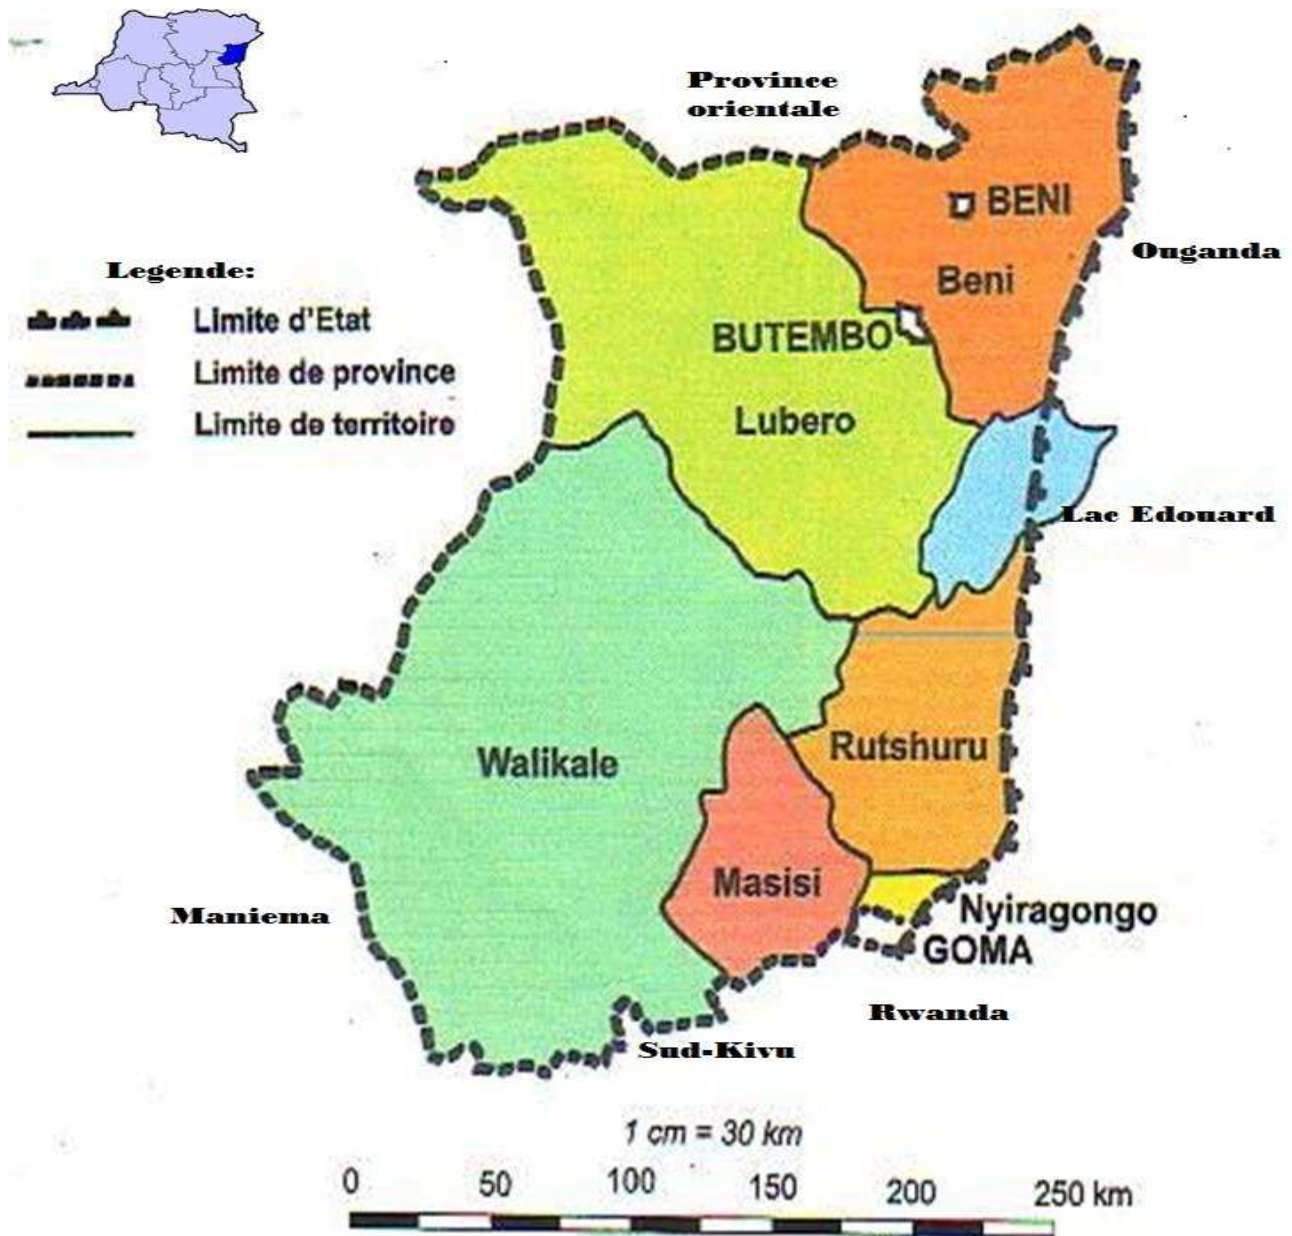 Province
orientale
BENI
Ouganda
Legende:
Beni
Limite d'Etat
BUTEMBO
Limite de province
Lubero
Limite de territoire
Lac Edouard
Rutshuru
Walikale
Masisi
Maniema
Nyiragongo
GOMA
Rwanda
Sud-Kivu
1 cm = 30 km
0 50 100 150 200 250 km